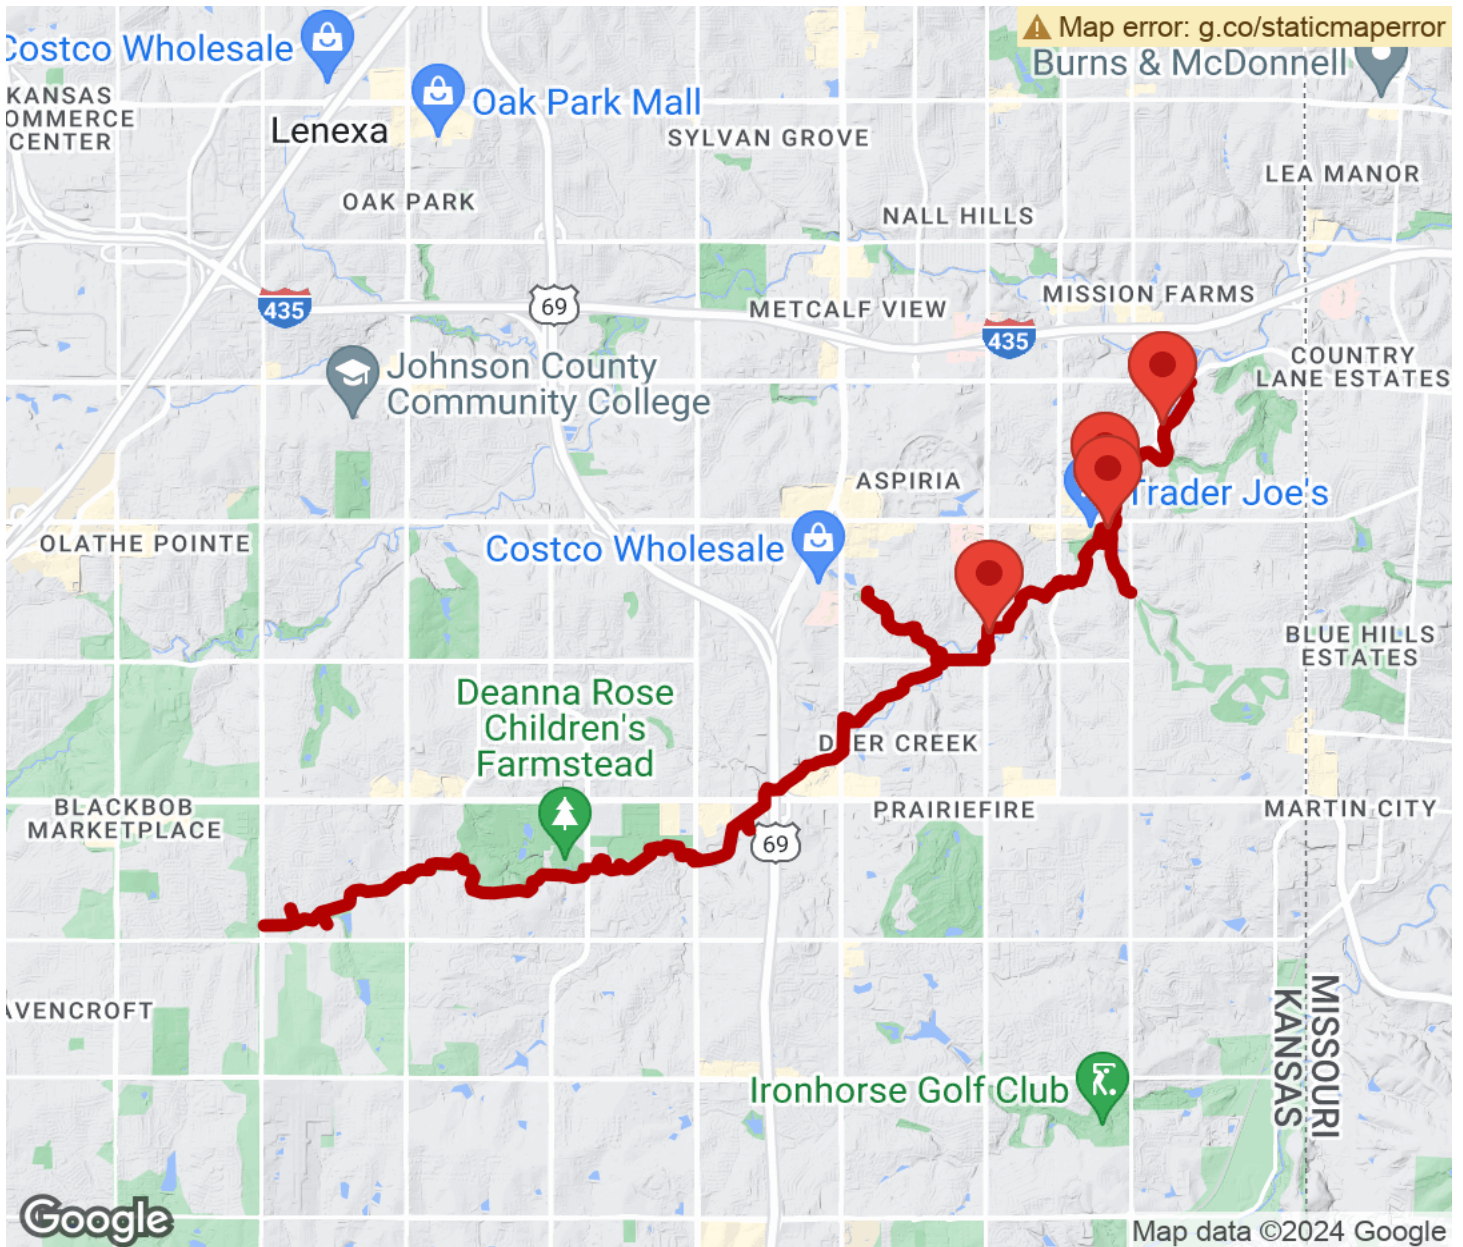 Map error: g.co/staticmaperror
Costco Wholesale
Burns & McDonnell
KANSAS
OMMERCE
CENTER
Oak Park Mall
Lenexa
SYLVAN GROVE
LEA MANOR
OAK PARK
NALL HILLS
69
435
METCALF VIEW
MISSION FARMS
435
Johnson County
Community College
COUNTRY
LANE ESTATES
ASPIRIA
Trader Joe's
OLATHE POINTE
Costco Wholesale
BLUE HILLS
ESTATES
Deanna Rose
Children's
Farmstead
D ER CREEK
BLACKBOB
MARKETPLACE
PRAIRIEFIRE
MARTIN CITY
69
AVENCROFT
MISSOURI
KANSAS
Ironhorse Golf Club
Google
Map data ©2024 Google